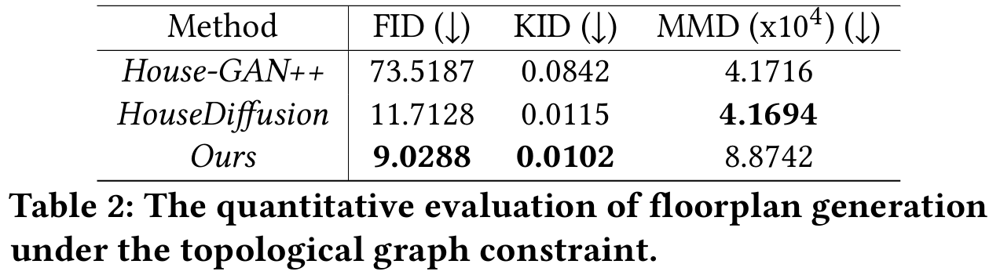 Method FID (↓) KID (↓) MMD (x10⁴) (↓)
House-GAN++ 73.5187 0.0842 4.1716
HouseDiffusion 11.7128 0.0115 4.1694
Ours 9.0288 0.0102 8.8742
Table 2: The quantitative evaluation of floorplan generation
under the topological graph constraint.